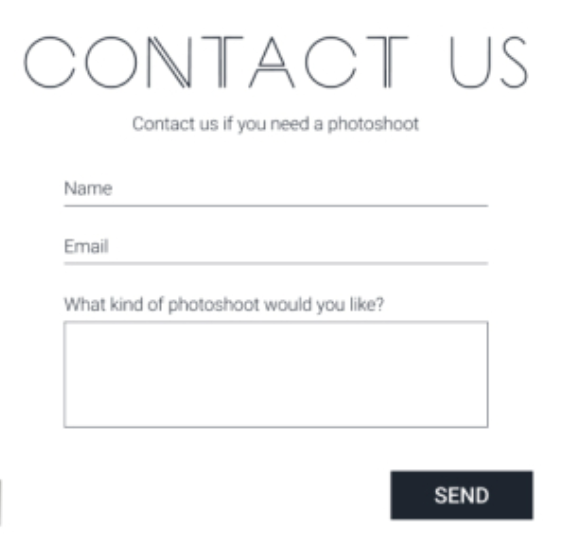 CONTACT US
Contact us if you need a photoshoot
Name
Email
What kind of photoshoot would you like?
SEND